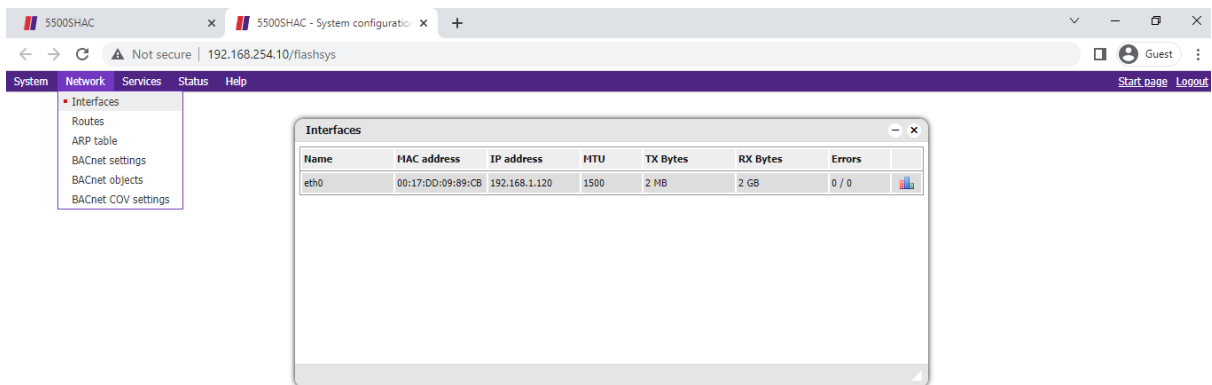 5500SHAC
5500SHAC - System configuratio
Not secure | 192.168.254.10/flashsys
Guest
System Network Services Status Help
Start page Logout
Interfaces
Routes
ARP table
BACnet settings
BACnet objects
BACnet COV settings
Interfaces
Name MAC address IP address MTU TX Bytes RX Bytes Errors
eth0 00:17:DD:09:89:CB 192.168.1.120 1500 2 MB 2 GB 0 / 0